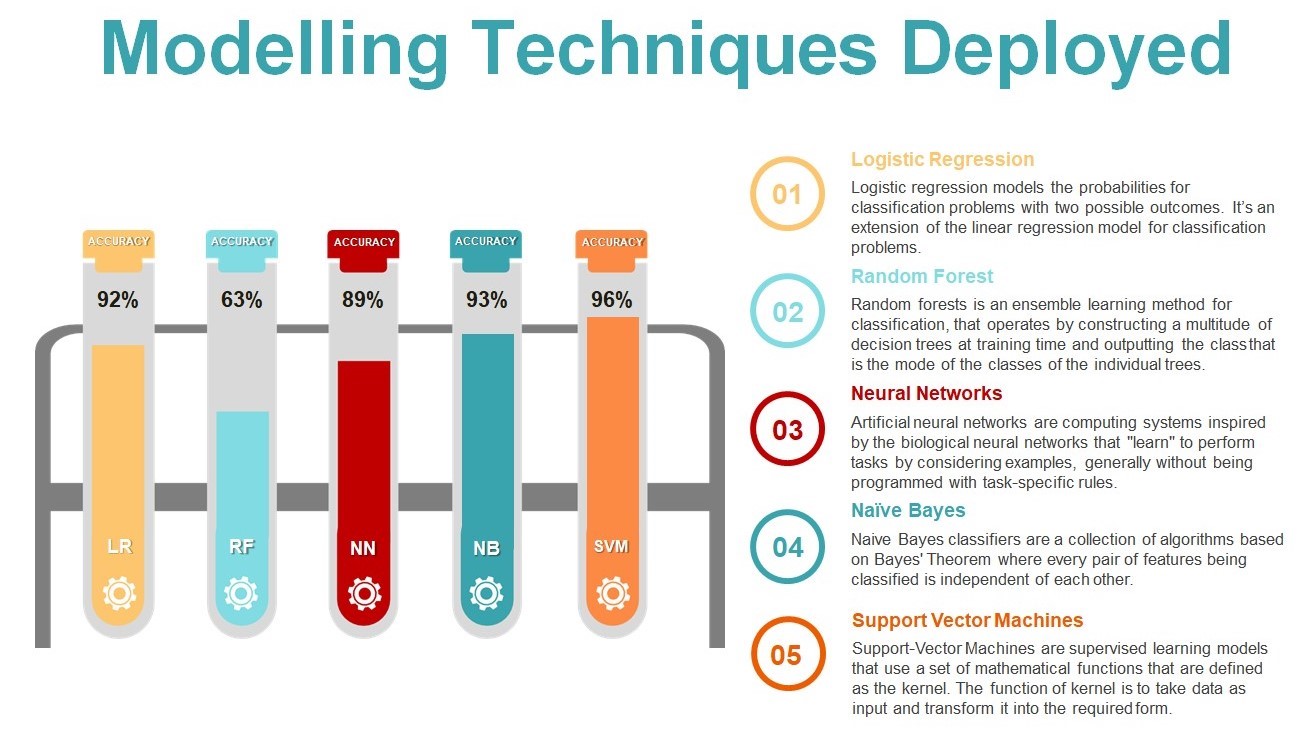 Modelling Techniques Deployed
ACCURACY
ACCURACY
ACCURACY
ACCURACY
ACCURACY
92%
63%
89%
93%
96%
LR
RF
NN
NB
SVM
01
Logistic Regression
Logistic regression models the probabilities for
classification problems with two possible outcomes. It's an
extension of the linear regression model for classification
problems.
02
Random Forest
Random forests is an ensemble learning method for
classification, that operates by constructing a multitude of
decision trees at training time and outputting the class that
is the mode of the classes of the individual trees.
03
Neural Networks
Artificial neural networks are computing systems inspired
by the biological neural networks that "learn" to perform
tasks by considering examples, generally without being
programmed with task-specific rules.
04
Naïve Bayes
Naive Bayes classifiers are a collection of algorithms based
on Bayes' Theorem where every pair of features being
classified is independent of each other.
05
Support Vector Machines
Support-Vector Machines are supervised learning models
that use a set of mathematical functions that are defined
as the kernel. The function of kernel is to take data as
input and transform it into the required form.